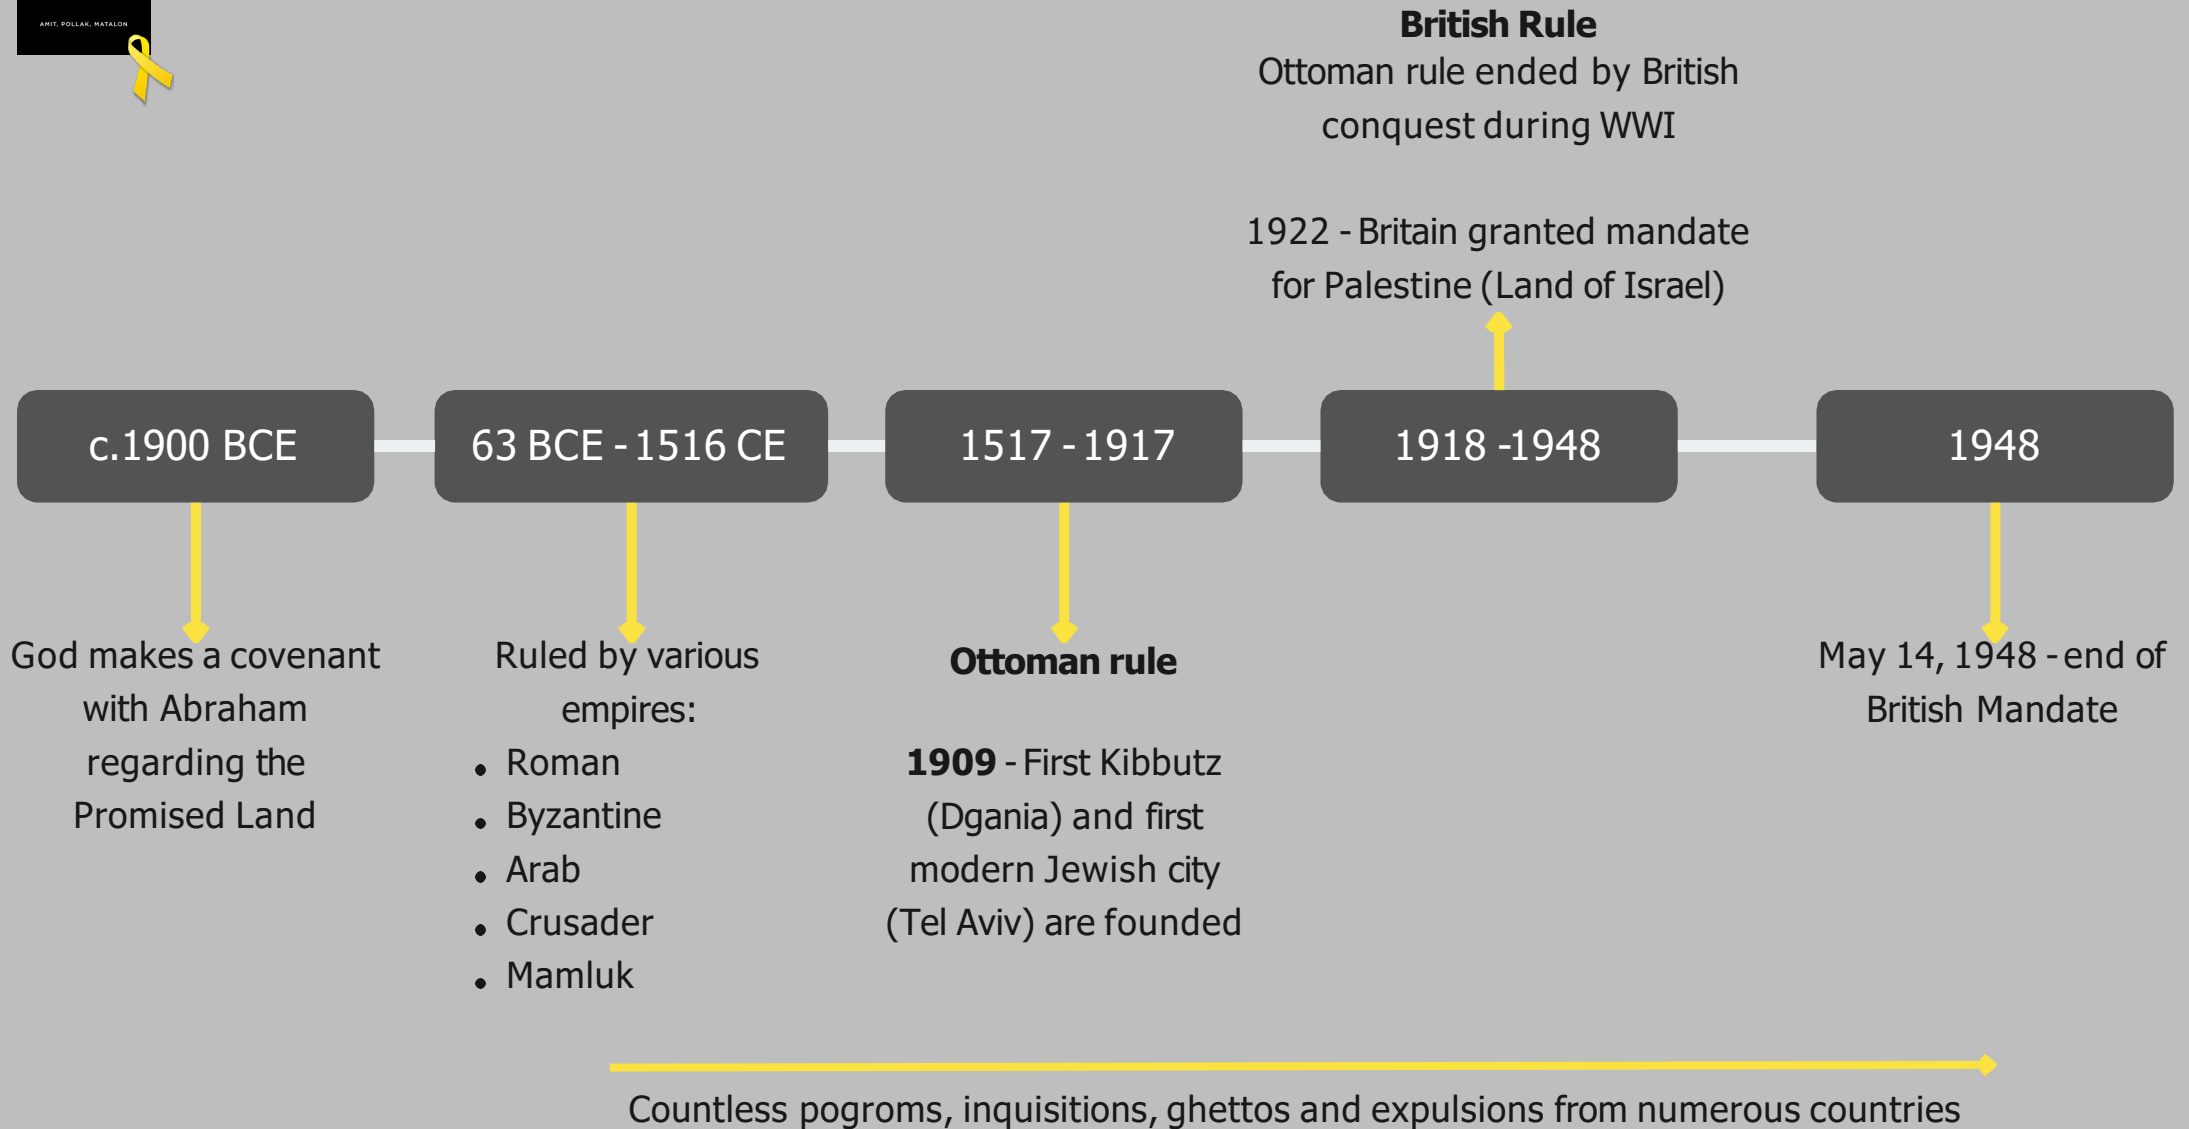 AMIT, POLLAK, MATALON
British Rule
Ottoman rule ended by British
conquest during WWI
1922 - Britain granted mandate
for Palestine (Land of Israel)
c.1900 BCE
63 BCE - 1516 CE
1517 - 1917
1918 -1948
1948
God makes a covenant
with Abraham
regarding the
Promised Land
Ruled by various
empires:
• Roman
• Byzantine
• Arab
• Crusader
• Mamluk
Ottoman rule
1909 - First Kibbutz
(Dgania) and first
modern Jewish city
(Tel Aviv) are founded
May 14, 1948 - end of
British Mandate
Countless pogroms, inquisitions, ghettos and expulsions from numerous countries